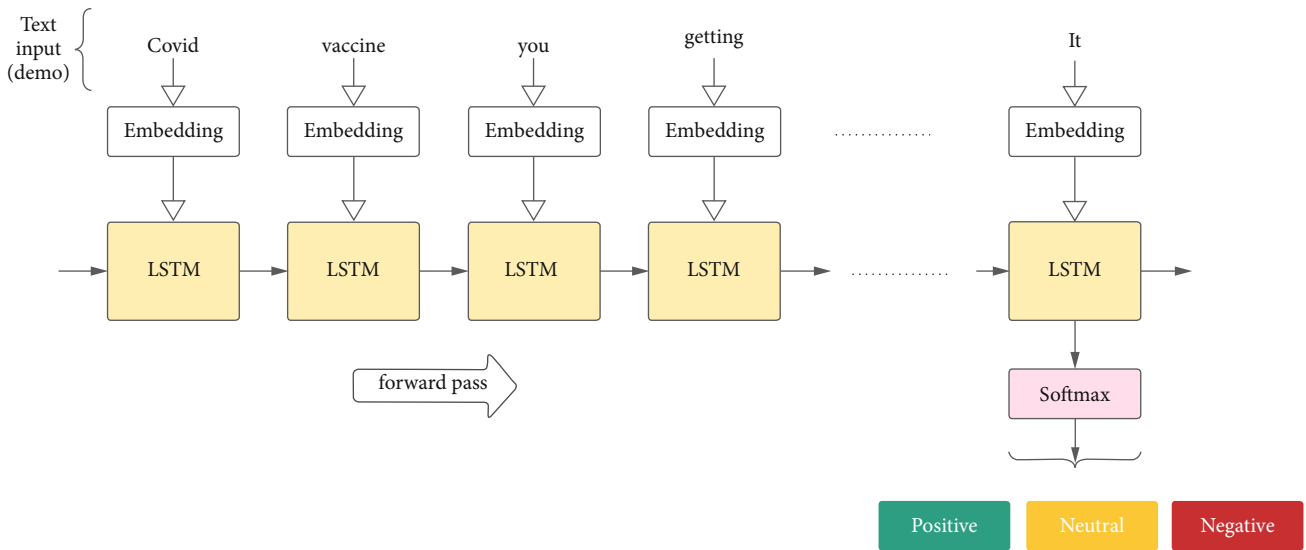 Text
input
(demo)
Covid
vaccine
you
getting
It
Embedding
Embedding
Embedding
Embedding
....................
Embedding
LSTM
LSTM
LSTM
LSTM
....................
LSTM
forward pass
Softmax
Positive
Neutral
Negative